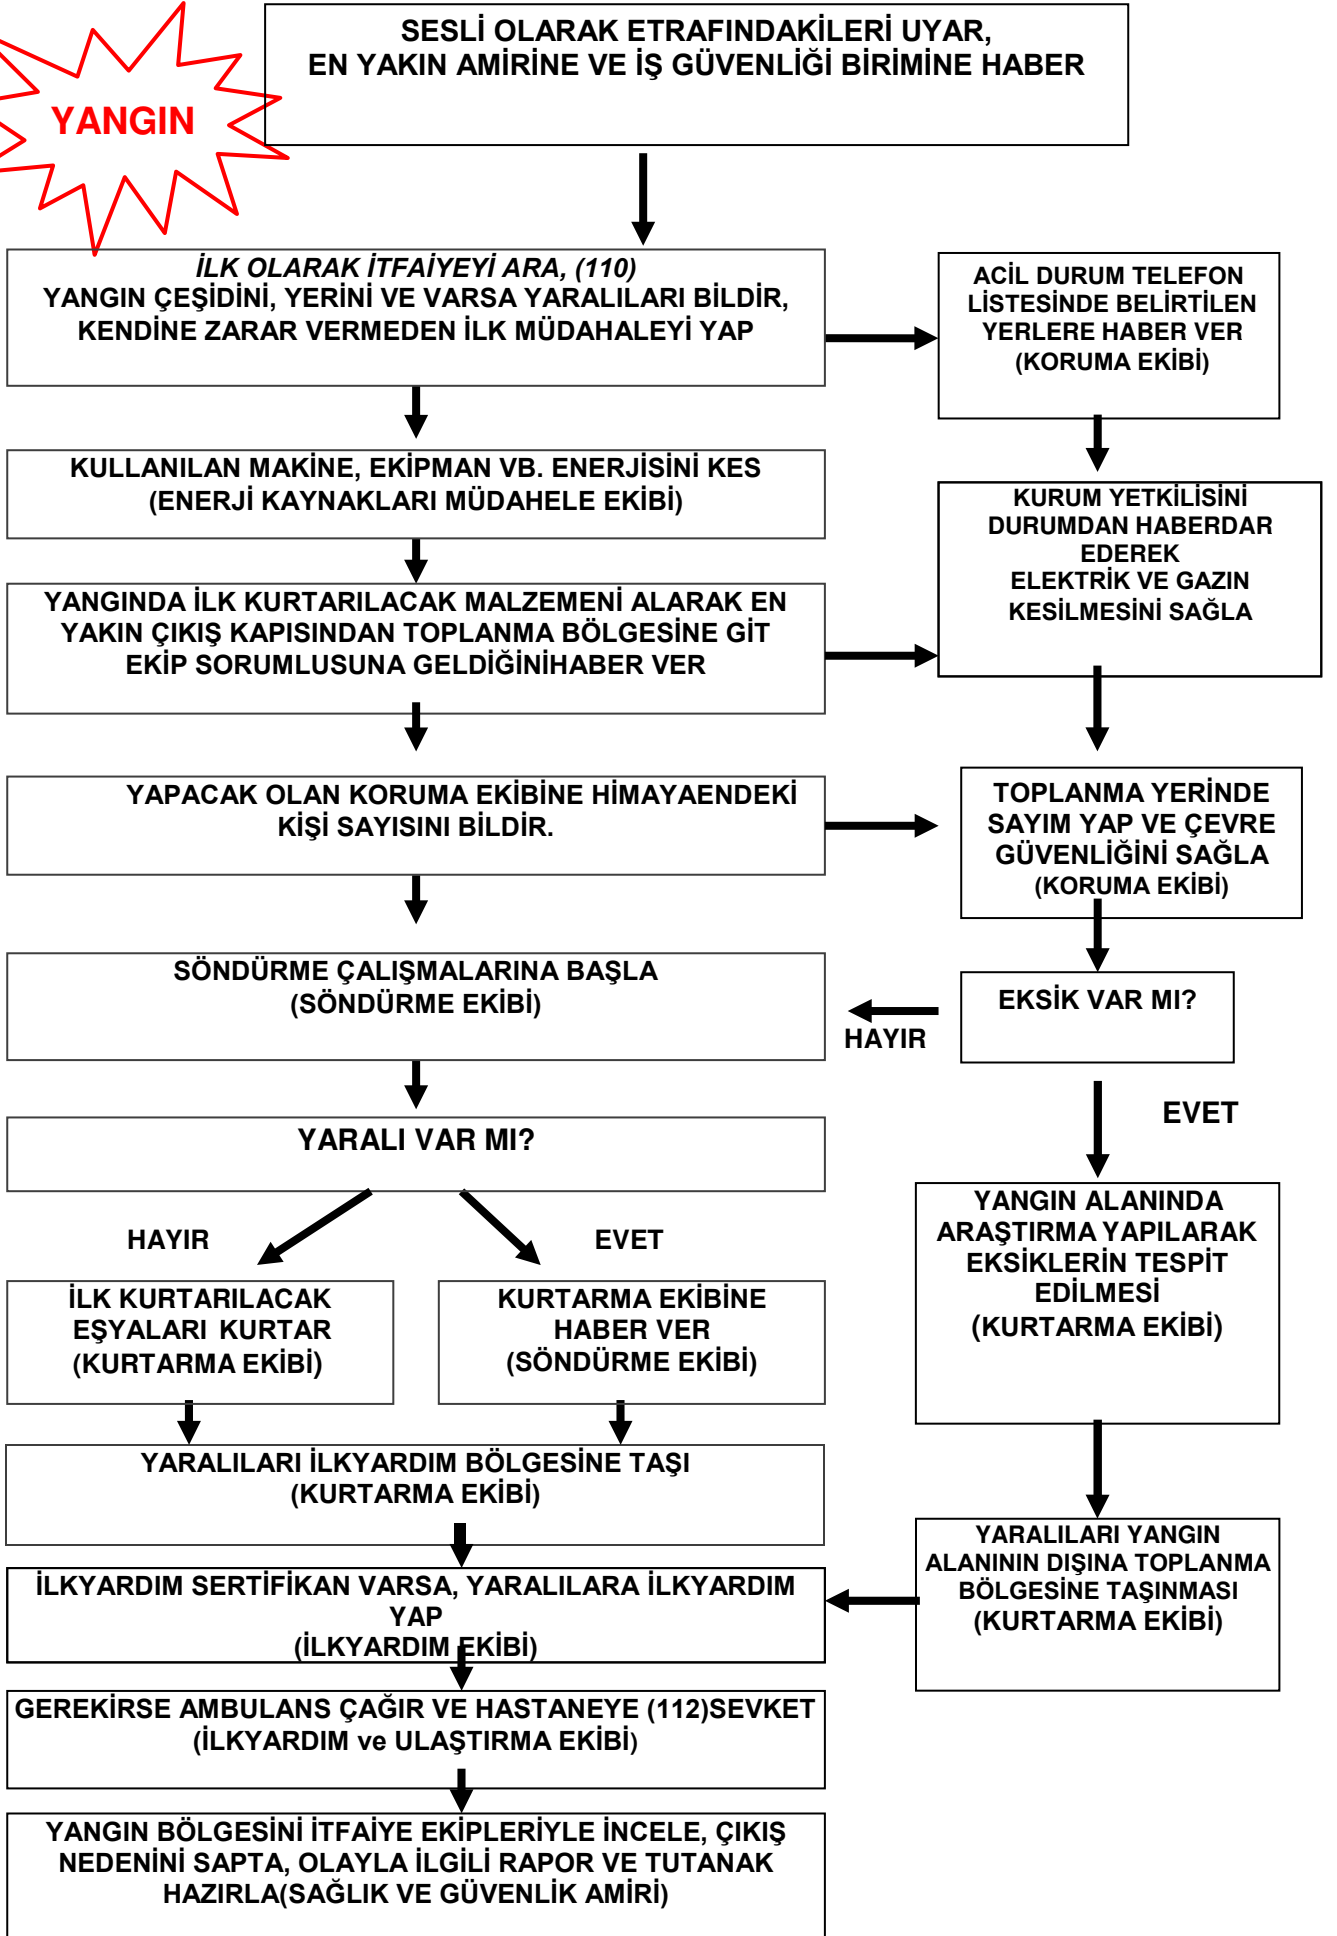 YANGIN
SESLİ OLARAK ETRAFINDAKİLERİ UYAR,
EN YAKIN AMİRİNE VE İŞ GÜVENLİĞİ BİRİMİNE HABER
İLK OLARAK İTFAİYEYİ ARA, (110)
YANGIN ÇEŞİDİNİ, YERİNİ VE VARSA YARALILARI BİLDİR,
KENDİNE ZARAR VERMEDEN İLK MÜDAHALEYİ YAP
ACİL DURUM TELEFON
LİSTESİNDE BELİRTİLEN
YERLERE HABER VER
(KORUMA EKİBİ)
KULLANILAN MAKİNE, EKİPMAN VB. ENERJİSİNİ KES
(ENERJİ KAYNAKLARI MÜDAHELE EKİBİ)
KURUM YETKİLİSİNİ
DURUMDAN HABERDAR
EDEREK
ELEKTRİK VE GAZIN
KESİLMESİNİ SAĞLA
YANGINDA İLK KURTARILACAK MALZEMENİ ALARAK EN
YAKIN ÇIKIŞ KAPISINDAN TOPLANMA BÖLGESİNE GİT
EKİP SORUMLUSUNA GELDİĞİNİHABER VER
YAPACAK OLAN KORUMA EKİBİNE HİMAYAENDEKİ
KİŞİ SAYISINI BİLDİR.
TOPLANMA YERİNDE
SAYIM YAP VE ÇEVRE
GÜVENLİĞİNİ SAĞLA
(KORUMA EKİBİ)
SÖNDÜRME ÇALIŞMALARINA BAŞLA
(SÖNDÜRME EKİBİ)
HAYIR
EKSİK VAR MI?
EVET
YARALI VAR MI?
HAYIR
EVET
YANGIN ALANINDA
ARAŞTIRMA YAPILARAK
EKSİKLERİN TESPİT
EDİLMESİ
(KURTARMA EKİBİ)
İLK KURTARILACAK
EŞYALARI KURTAR
(KURTARMA EKİBİ)
KURTARMA EKİBİNE
HABER VER
(SÖNDÜRME EKİBİ)
YARALILARI İLKYARDIM BÖLGESİNE TAŞI
(KURTARMA EKİBİ)
YARALILARI YANGIN
ALANININ DIŞINA TOPLANMA
BÖLGESİNE TAŞINMASI
(KURTARMA EKİBİ)
İLKYARDIM SERTİFİKAN VARSA, YARALILARA İLKYARDIM
YAP
(İLKYARDIM EKİBİ)
GEREKİRSE AMBULANS ÇAĞIR VE HASTANEYE (112)SEVKET
(İLKYARDIM ve ULAŞTIRMA EKİBİ)
YANGIN BÖLGESİNİ İTFAİYE EKİPLERİYLE İNCELE, ÇIKIŞ
NEDENİNİ SAPTA, OLAYLA İLGİLİ RAPOR VE TUTANAK
HAZIRLA(SAĞLIK VE GÜVENLİK AMİRİ)